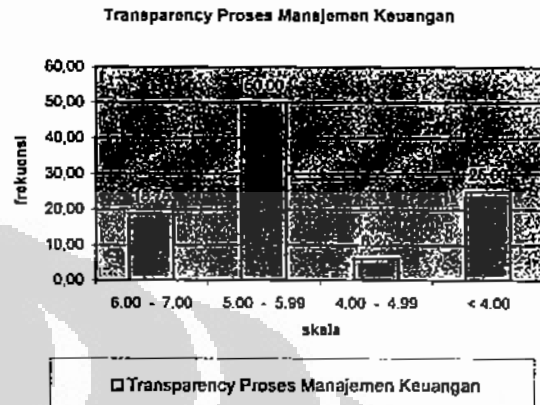 Transparency Proses Manajemen Keuangan
60,00
50,00
40,00
30,00
20,00
10,00
0,00
frekuensi
50.00
25.00
6.00 - 7.00 5.00 - 5.99 4.00 - 4.99 < 4.00
skala
Transparency Proses Manajemen Keuangan